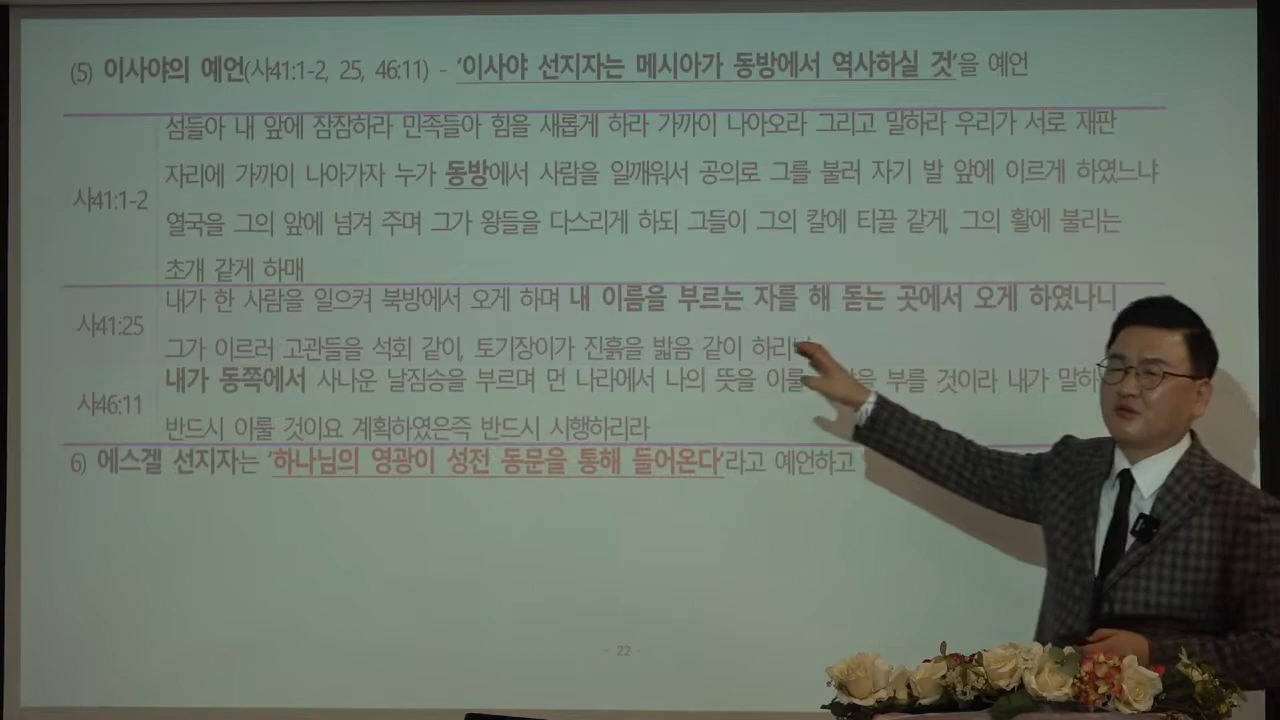 (5) 이사야의 예언(사41:1-2, 25, 46:11) - '이사야 선지자는 메시아가 동방에서 역사하실 것'을 예언
사41:1-2
섬들아 내 앞에 잠잠하라 민족들아 힘을 새롭게 하라 가까이 나아오라 그리고 말하라 우리가 서로 재판
자리에 가까이 나아가자 누가 동방에서 사람을 일깨워서 공의로 그를 불러 자기 발 앞에 이르게 하였느냐
열국을 그의 앞에 넘겨 주며 그가 왕들을 다스리게 하되 그들이 그의 칼에 티끌 같게, 그의 활에 불리는
초개 같게 하매
사41:25
내가 한 사람을 일으켜 북방에서 오게 하며 내 이름을 부르는 자를 해 돋는 곳에서 오게 하였나니
그가 이르러 고관들을 석회 같이, 토기장이가 진흙을 밟음 같이 하리
사46:11
내가 동쪽에서 사나운 날짐승을 부르며 먼 나라에서 나의 뜻을 이룰 부를 것이라 내가 말하
반드시 이룰 것이요 계획하였은즉 반드시 시행하리라
6) 에스겔 선지자는 '하나님의 영광이 성전 동문을 통해 들어온다'라고 예언하고
- 22 -